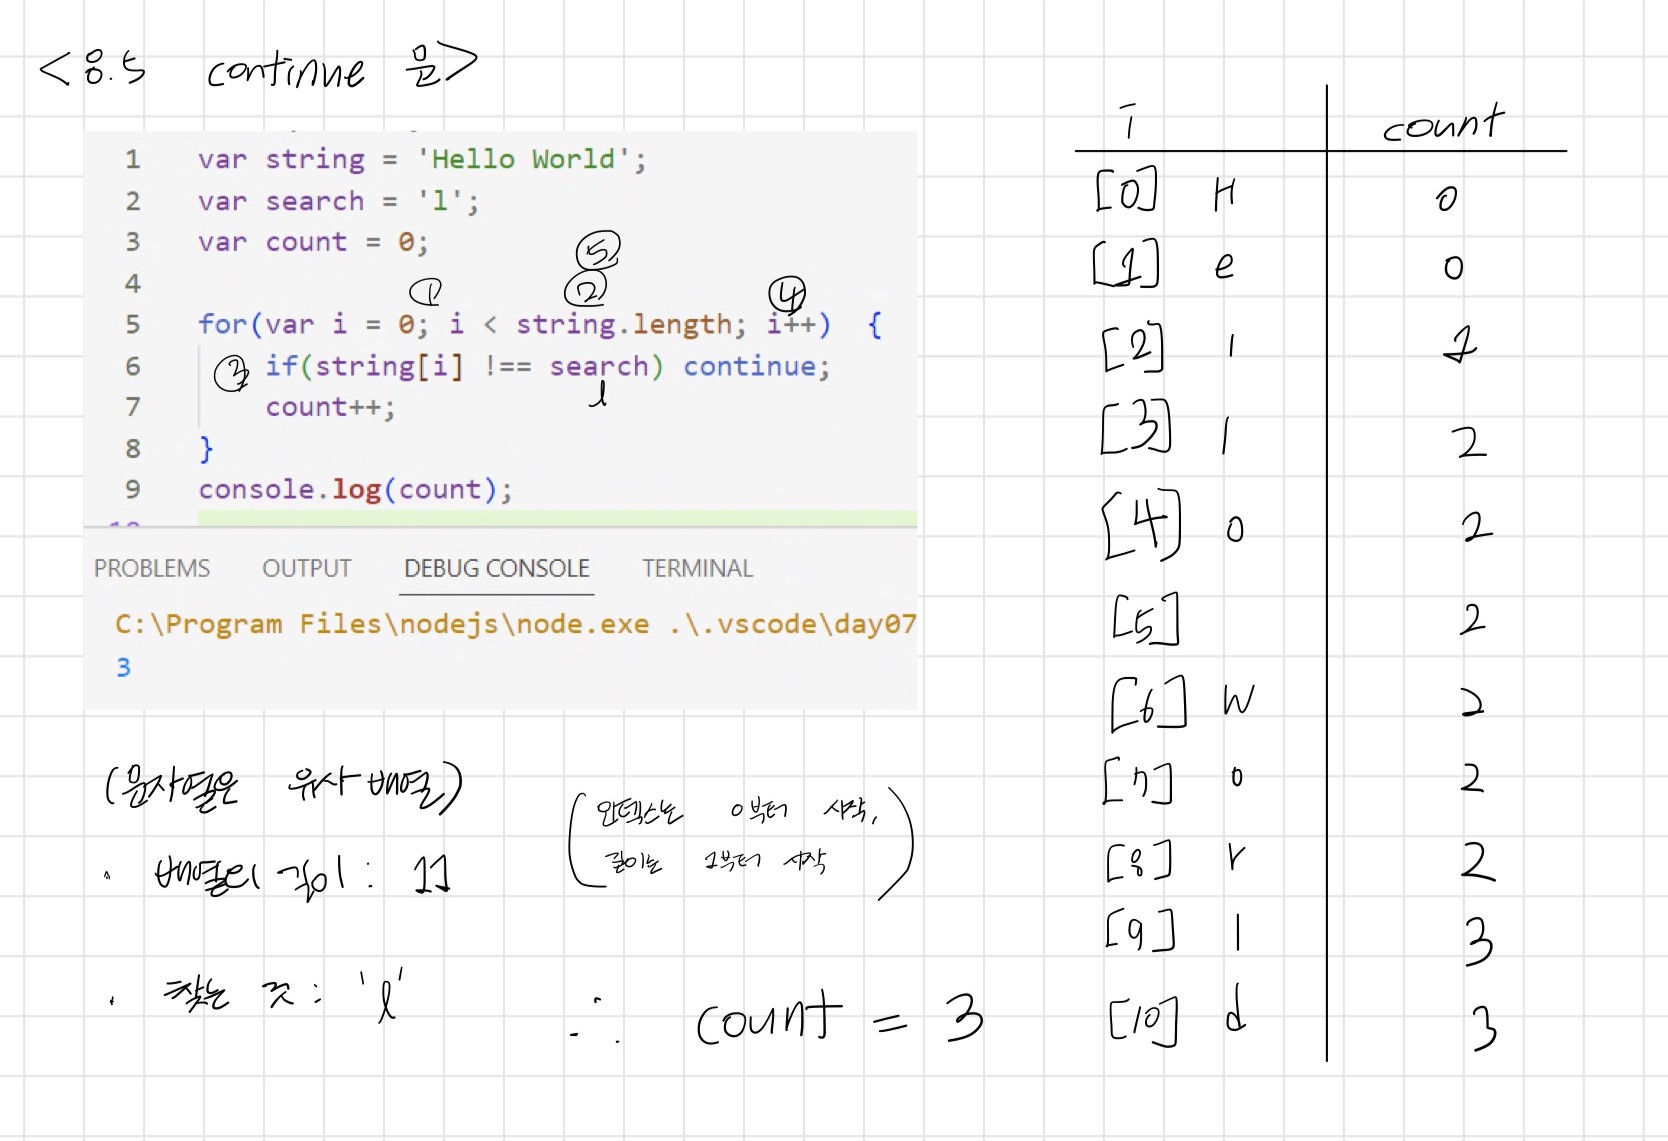 <8.5 continue 문>
1 var string = 'Hello World';
2 var search = 'l';
3 var count = 0;
⑤
4
① ② ④
5 for(var i = 0; i < string.length; i++) {
③
6 if(string[i] !== search) continue;
l
7 count++;
8 }
9 console.log(count);
10
PROBLEMS OUTPUT DEBUG CONSOLE TERMINAL
C:\Program Files\nodejs\node.exe .\.vscode\day07
3
(문자열은 유사 배열)
(인덱스는 0부터 시작,
길이는 1부터 시작)
· 배열의 길이 : 11
· 찾는 것 : 'l'
∴ count = 3
i count
[0] H 0
[1] e 0
[2] l 1
[3] l 2
[4] o 2
[5] 2
[6] W 2
[7] o 2
[8] r 2
[9] l 3
[10] d 3